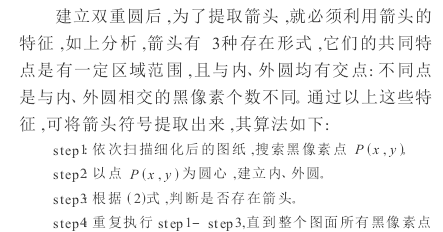 建立双重圆后,为了提取箭头,就必须利用箭头的
特征,如上分析,箭头有 3种存在形式,它们的共同特
点是有一定区域范围,且与内、外圆均有交点:不同点
是与内、外圆相交的黑像素个数不同。通过以上这些特
征,可将箭头符号提取出来,其算法如下:
step1:依次扫描细化后的图纸,搜索黑像素点 P(x,y)。
step2:以点 P(x,y)为圆心,建立内、外圆。
step3:根据 (2)式,判断是否存在箭头。
step4:重复执行 step1- step3,直到整个图面所有黑像素点